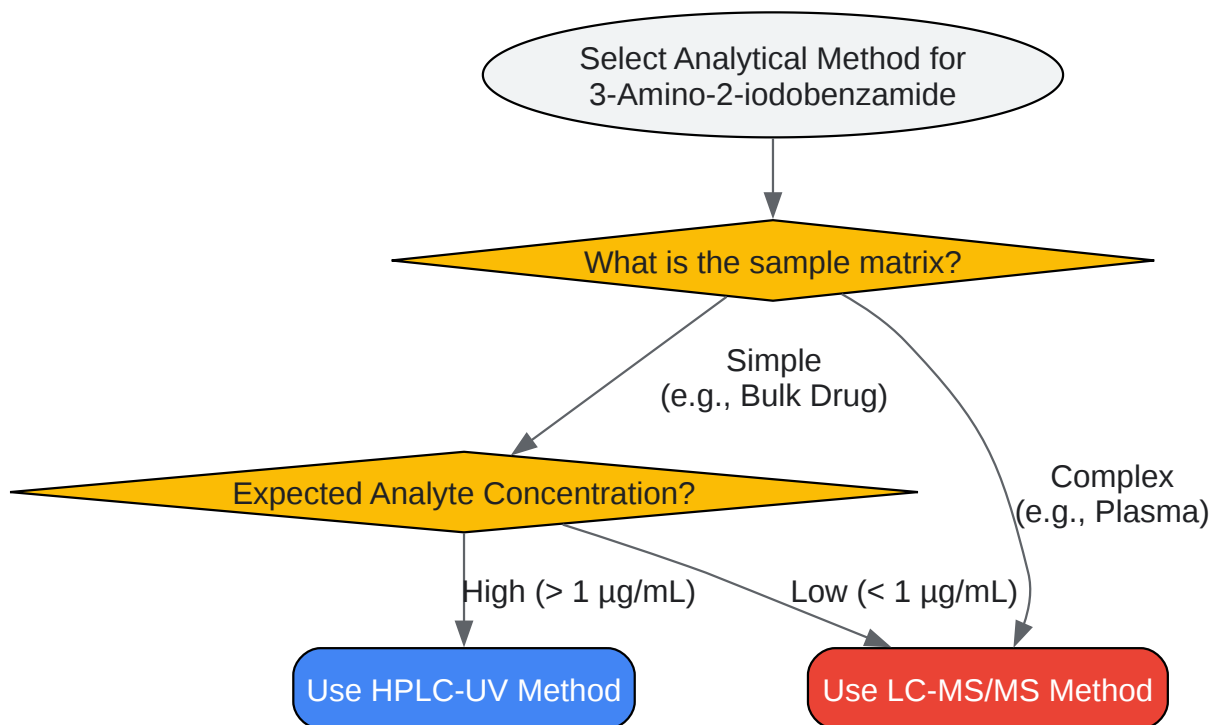 Select Analytical Method for
3-Amino-2-iodobenzamide
What is the sample matrix?
Simple
(e.g., Bulk Drug)
Complex
(e.g., Plasma)
Expected Analyte Concentration?
High (> 1 µg/mL)
Low (< 1 µg/mL)
Use HPLC-UV Method
Use LC-MS/MS Method